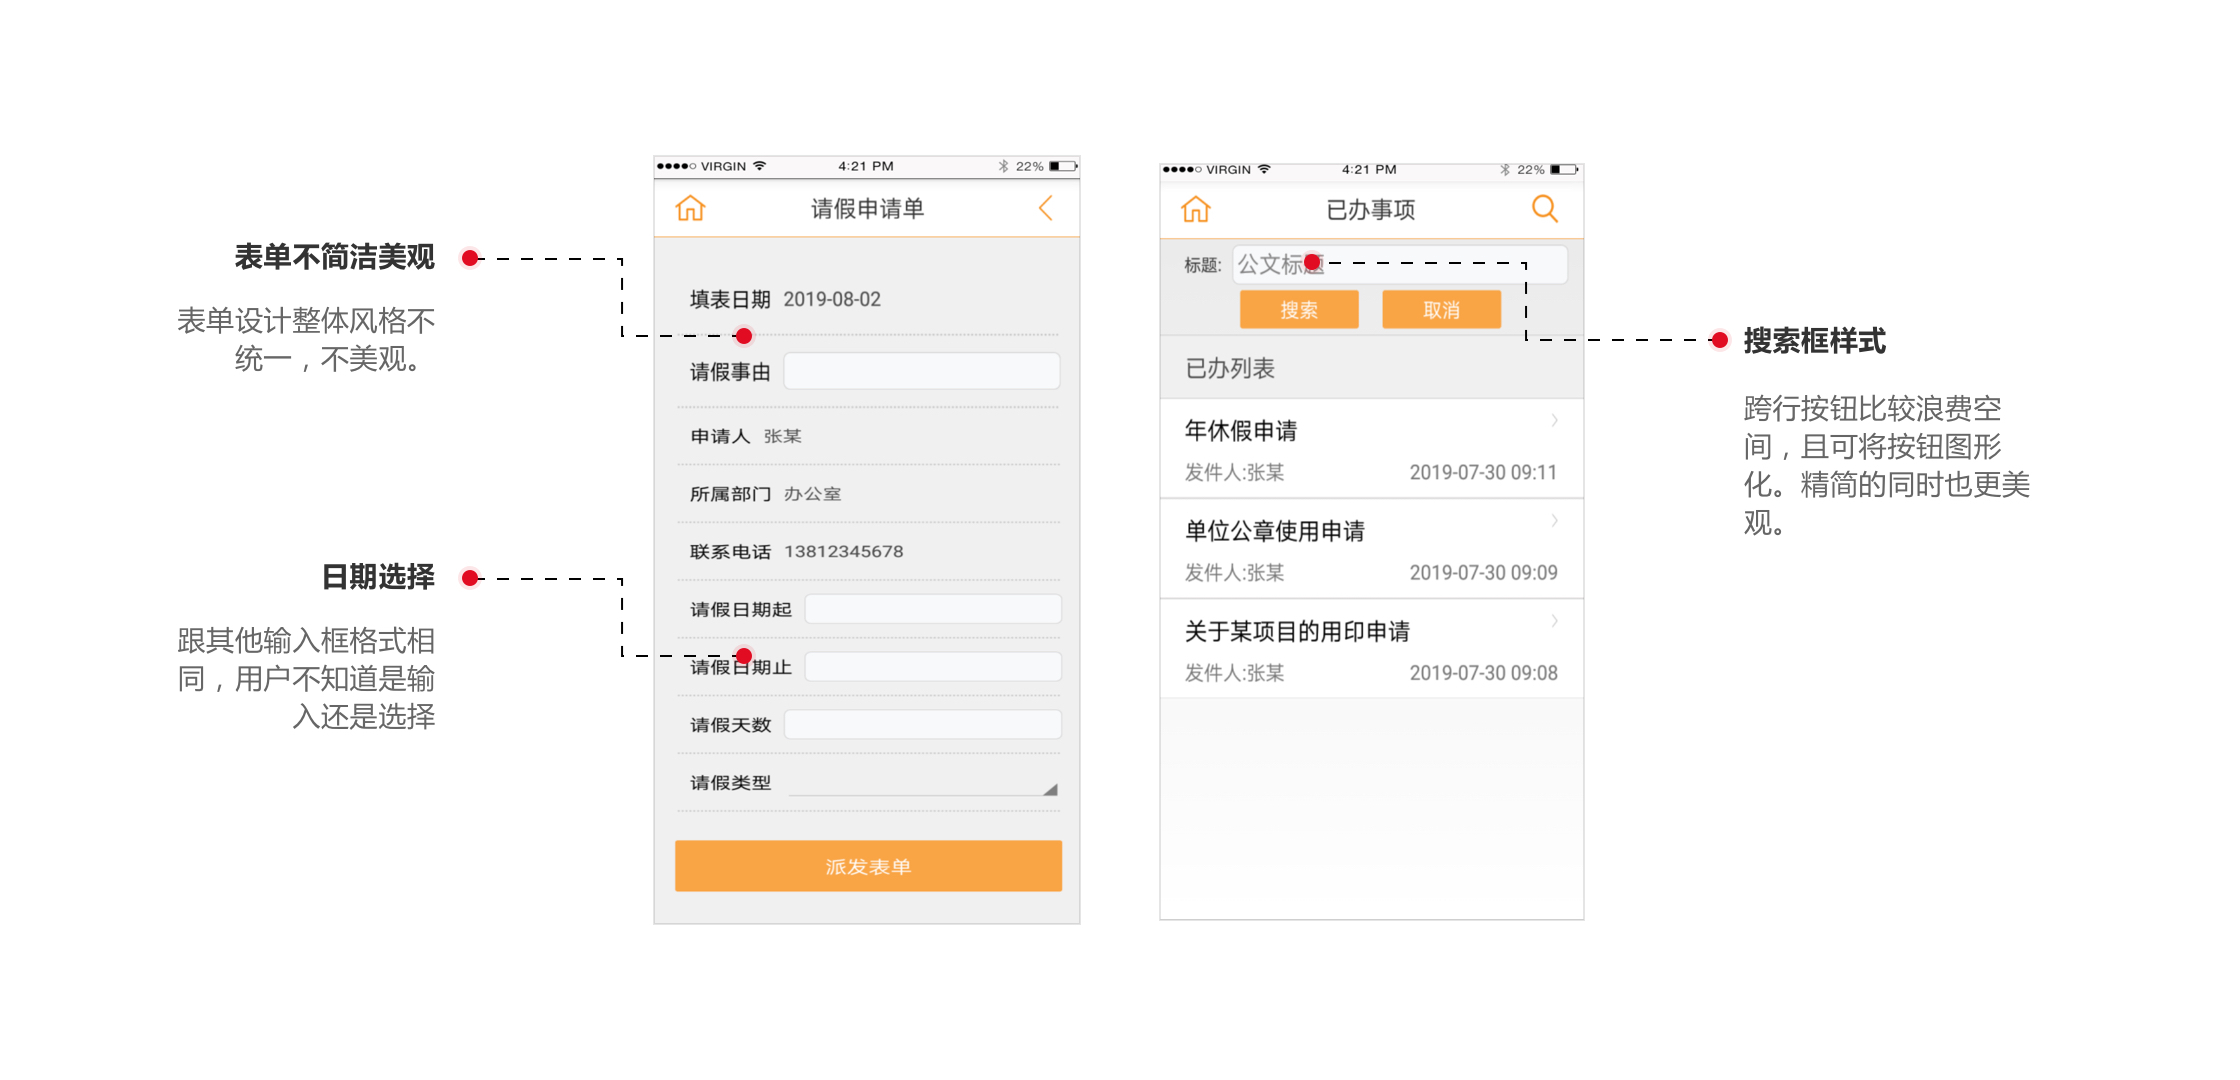 表单不简洁美观
表单设计整体风格不
统一，不美观。
日期选择
跟其他输入框格式相
同，用户不知道是输
入还是选择
VIRGIN 4:21 PM 22%
请假申请单
填表日期 2019-08-02
请假事由
申请人 张某
所属部门 办公室
联系电话 13812345678
请假日期起
请假日期止
请假天数
请假类型
派发表单
VIRGIN 4:21 PM 22%
已办事项
标题: 公文标题
搜索 取消
已办列表
年休假申请
发件人:张某 2019-07-30 09:11
单位公章使用申请
发件人:张某 2019-07-30 09:09
关于某项目的用印申请
发件人:张某 2019-07-30 09:08
搜索框样式
跨行按钮比较浪费空
间，且可将按钮图形
化。精简的同时也更美
观。